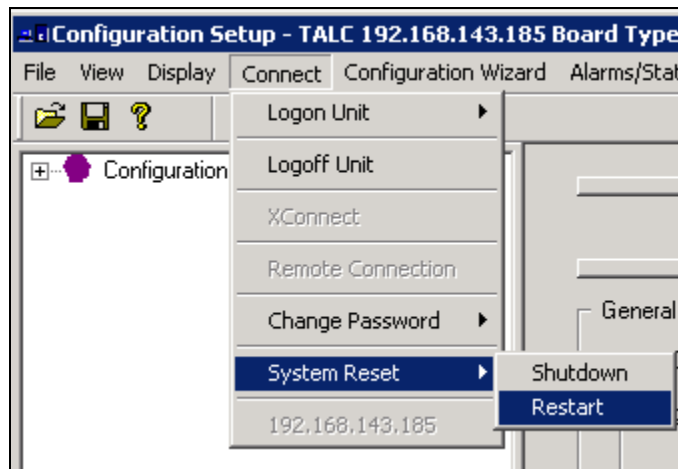 Configuration Setup - TALC 192.168.143.185 Board Type
File View Display Connect Configuration Wizard Alarms/Stat
Logon Unit
Configuration
Logoff Unit
XConnect
Remote Connection
Change Password
General
System Reset
Shutdown
Restart
192.168.143.185